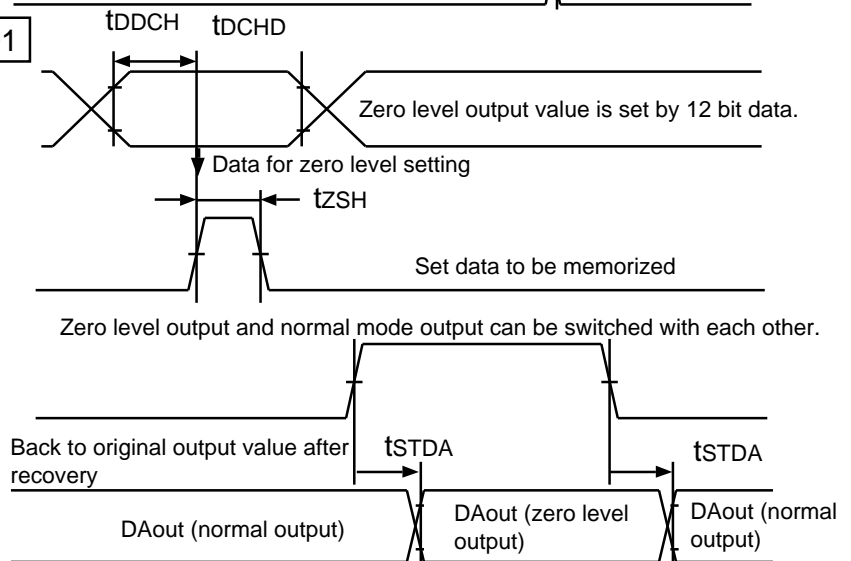 tDDCH tDCHD
1
Zero level output value is set by 12 bit data.
Data for zero level setting
tZSH
Set data to be memorized
Zero level output and normal mode output can be switched with each other.
Back to original output value after
recovery
tSTDA
tSTDA
DAout (normal output)
DAout (zero level
output)
DAout (normal
output)